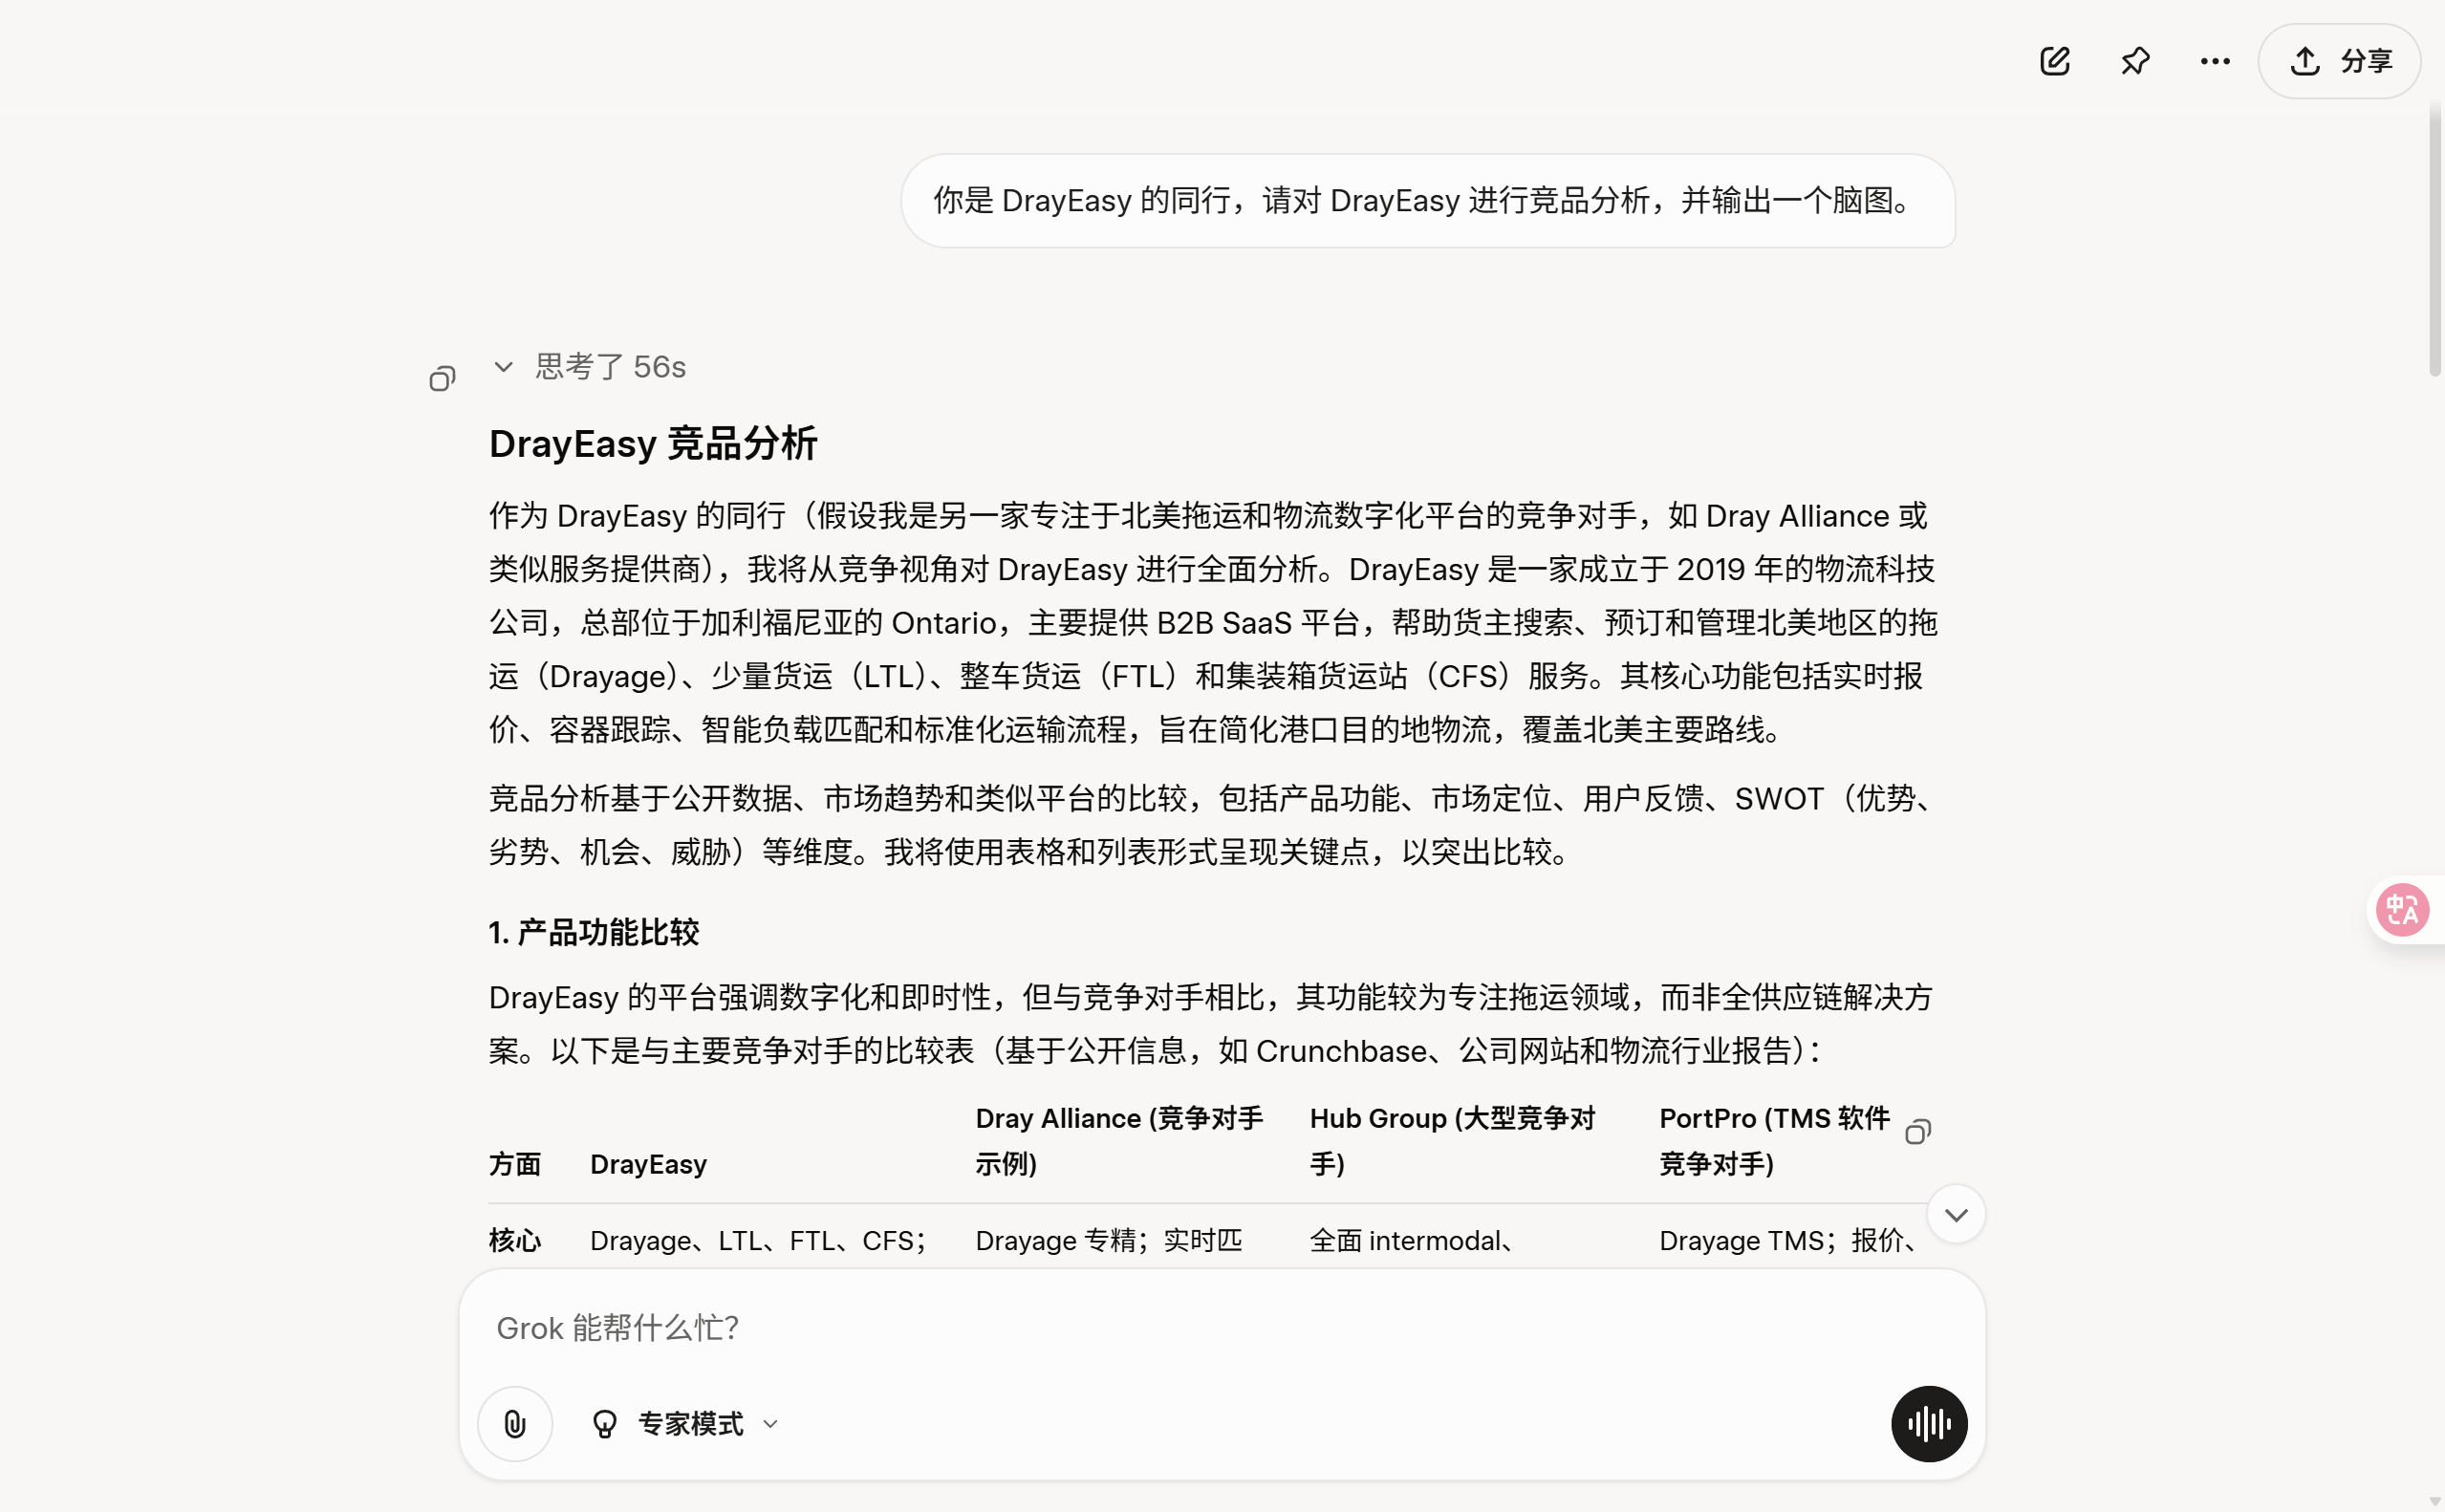 分享
你是 DrayEasy 的同行，请对 DrayEasy 进行竞品分析，并输出一个脑图。
思考了 56s
DrayEasy 竞品分析
作为 DrayEasy 的同行（假设我是另一家专注于北美拖运和物流数字化平台的竞争对手，如 Dray Alliance 或
类似服务提供商），我将从竞争视角对 DrayEasy 进行全面分析。DrayEasy 是一家成立于 2019 年的物流科技
公司，总部位于加利福尼亚的 Ontario，主要提供 B2B SaaS 平台，帮助货主搜索、预订和管理北美地区的拖
运（Drayage）、少量货运（LTL）、整车货运（FTL）和集装箱货运站（CFS）服务。其核心功能包括实时报
价、容器跟踪、智能负载匹配和标准化运输流程，旨在简化港口目的地物流，覆盖北美主要路线。
竞品分析基于公开数据、市场趋势和类似平台的比较，包括产品功能、市场定位、用户反馈、SWOT（优势、
劣势、机会、威胁）等维度。我将使用表格和列表形式呈现关键点，以突出比较。
1. 产品功能比较
DrayEasy 的平台强调数字化和即时性，但与竞争对手相比，其功能较为专注拖运领域，而非全供应链解决方
案。以下是与主要竞争对手的比较表（基于公开信息，如 Crunchbase、公司网站和物流行业报告）：
方面 DrayEasy Dray Alliance (竞争对手示例) Hub Group (大型竞争对手) PortPro (TMS 软件竞争对手)
核心 Drayage、LTL、FTL、CFS； Drayage 专精；实时匹 全面 intermodal、 Drayage TMS；报价、
中A
Grok 能帮什么忙？
专家模式